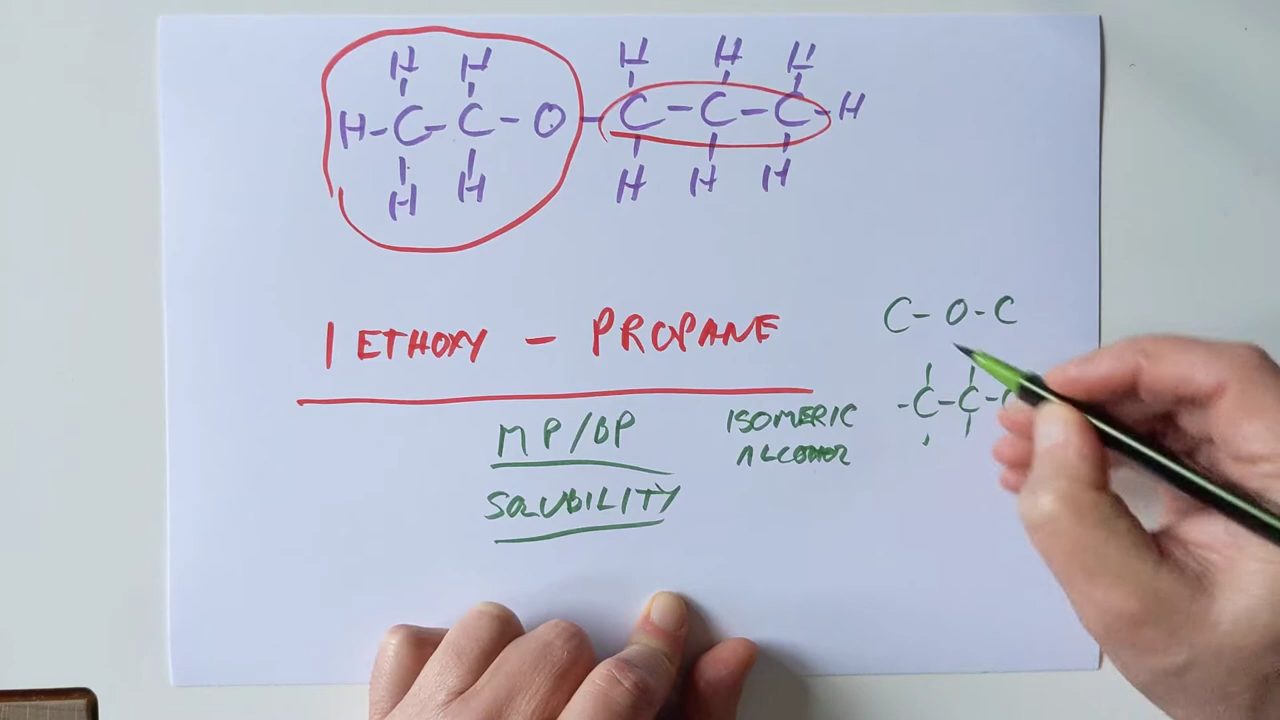 H H H H H
H-C-C-O-C-C-C-H
H H H H H
1 ETHOXY - PROPANE
C-O-C
MP/BP
ISOMERIC
ALCOHOL
-C-C-
SOLUBILITY